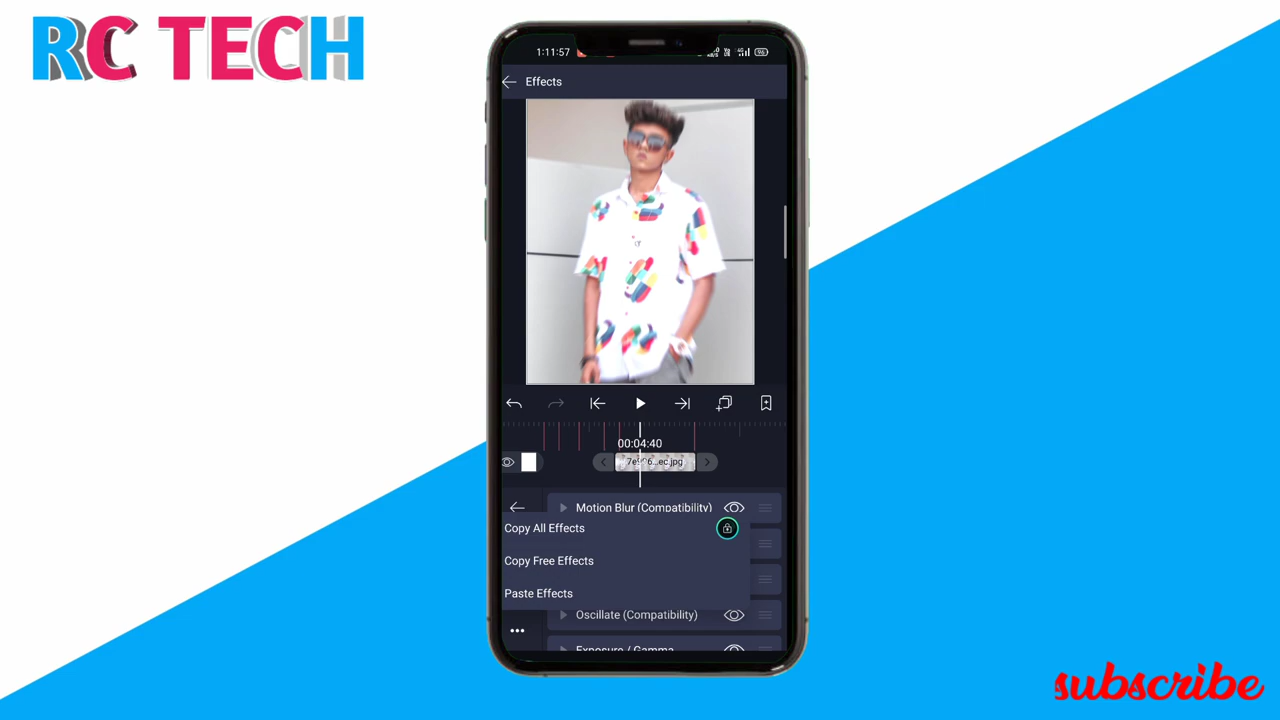 RC TECH
1:11:57
Effects
00:04:40
Motion Blur (Compatibility)
Copy All Effects
Copy Free Effects
Paste Effects
Oscillate (Compatibility)
Exposure / Gamma
subscribe